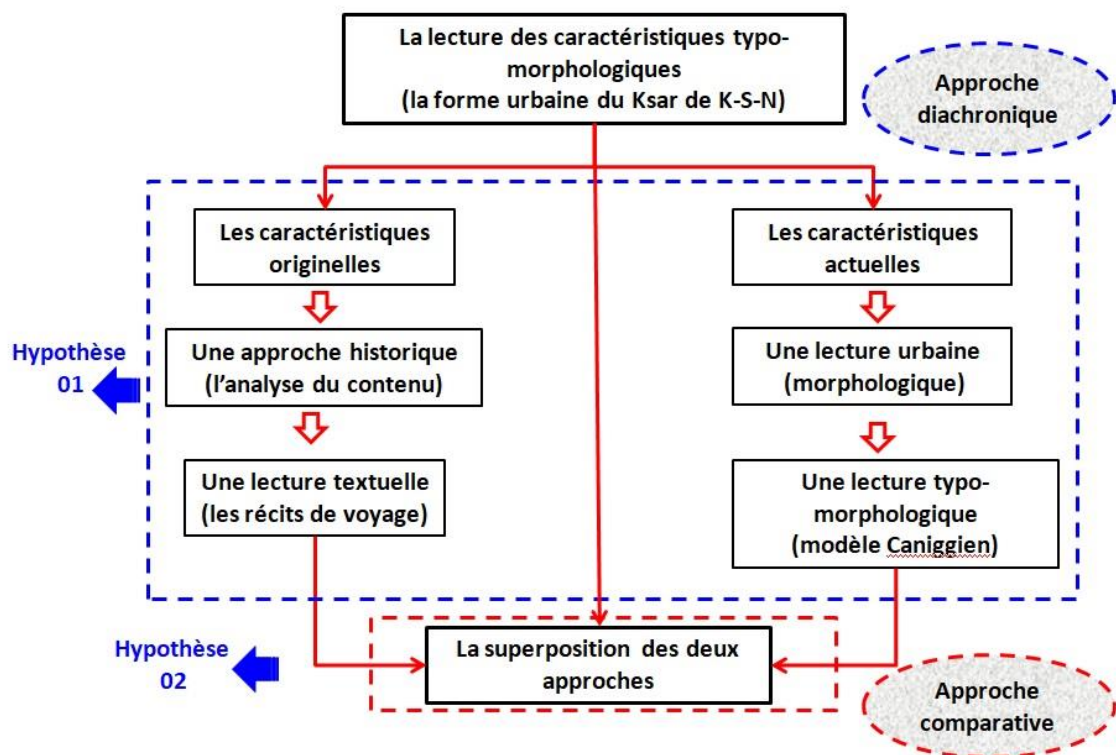 La lecture des caractéristiques typo-
morphologiques
(la forme urbaine du Ksar de K-S-N)
Approche
diachronique
Les caractéristiques
originelles
Les caractéristiques
actuelles
Hypothèse
01
Une approche historique
(l’analyse du contenu)
Une lecture urbaine
(morphologique)
Une lecture textuelle
(les récits de voyage)
Une lecture typo-
morphologique
(modèle Caniggien)
Hypothèse
02
La superposition des deux
approches
Approche
comparative